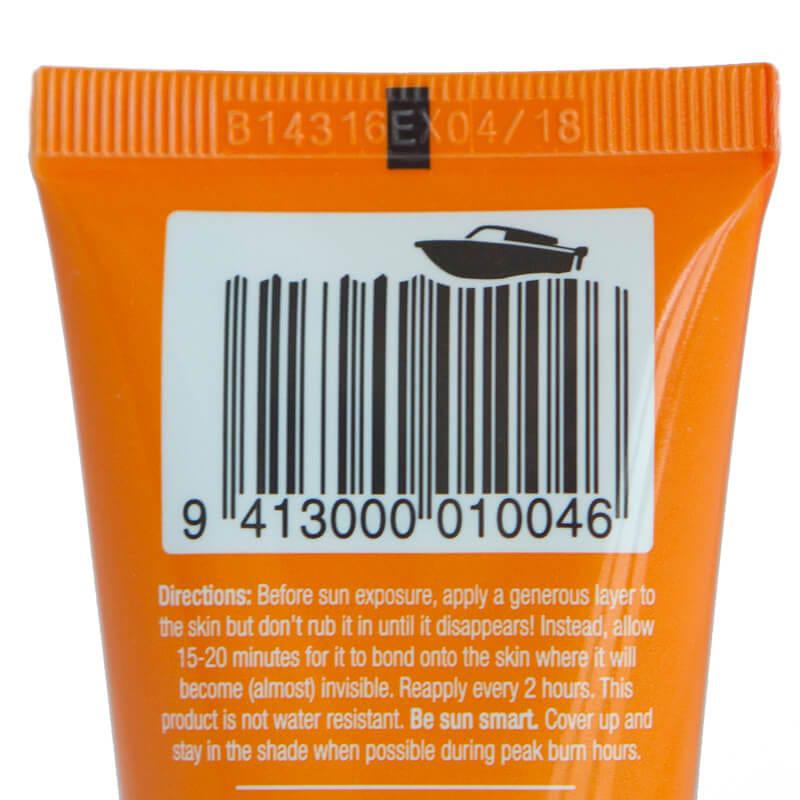 B14316EX04/18
9 413000 010046
Directions: Before sun exposure, apply a generous layer to
the skin but don't rub it in until it disappears! Instead, allow
15-20 minutes for it to bond onto the skin where it will
become (almost) invisible. Reapply every 2 hours. This
product is not water resistant. Be sun smart. Cover up and
stay in the shade when possible during peak burn hours.